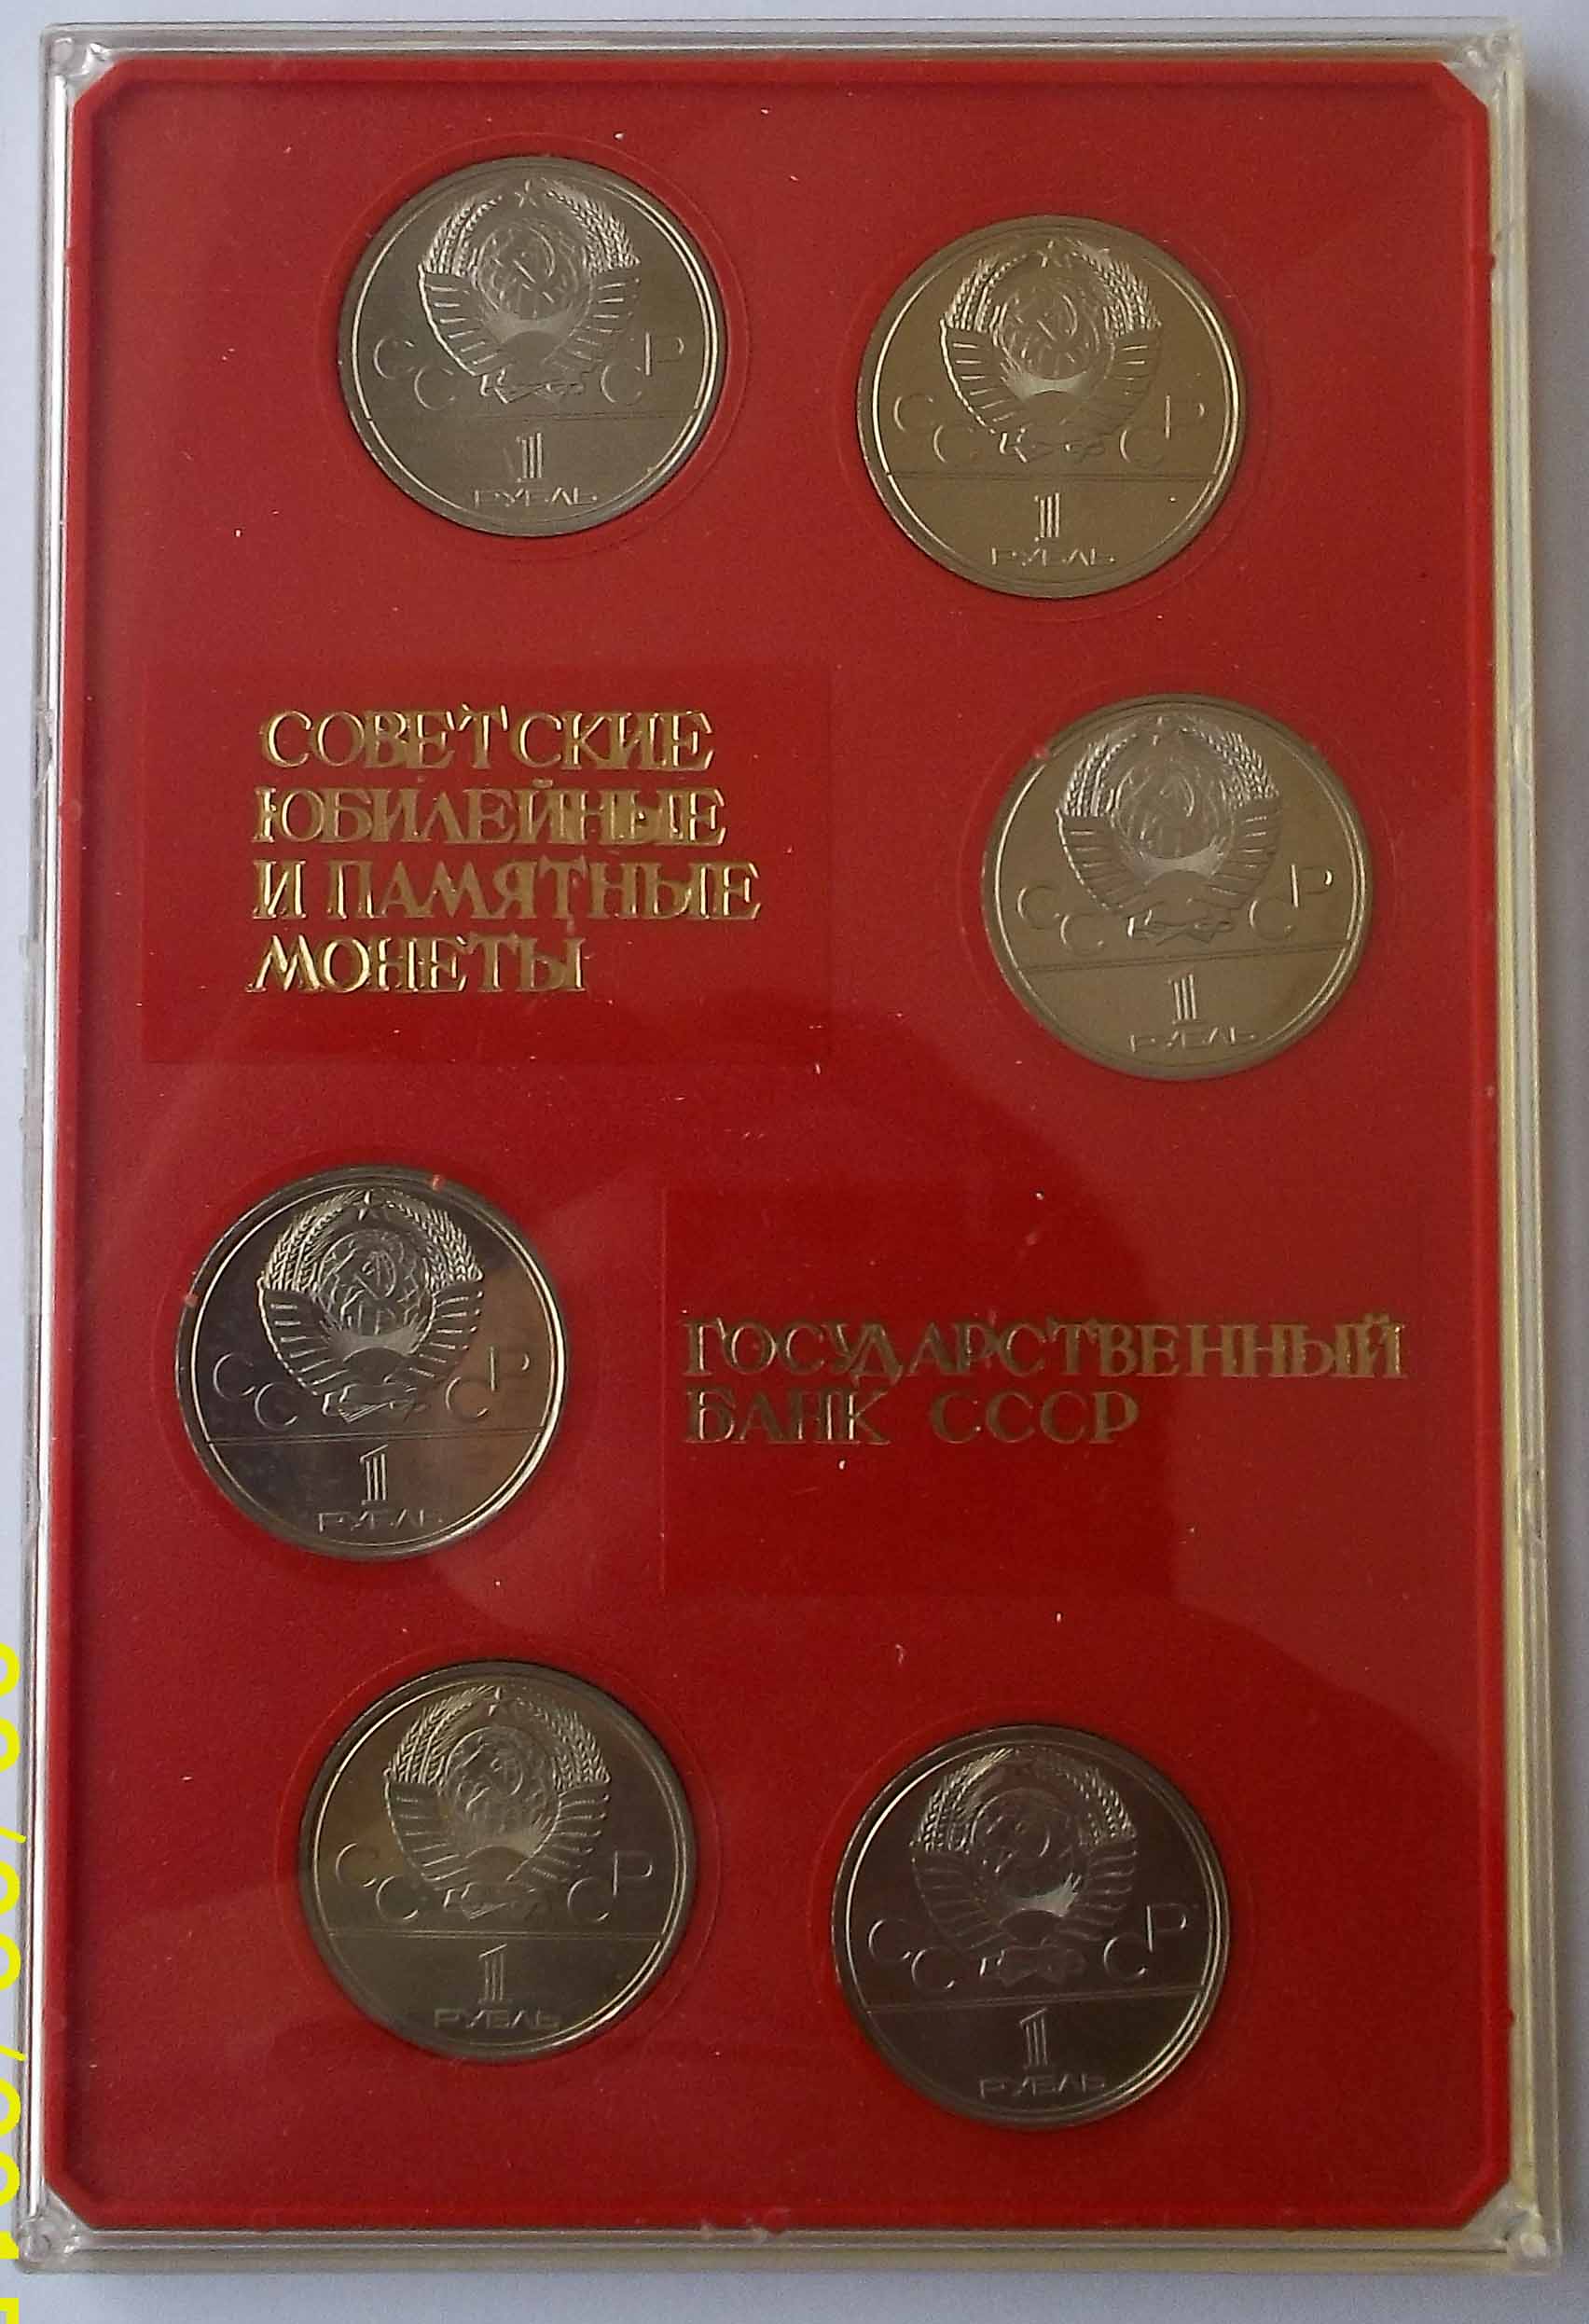 СССР
1
РУБЛЬ
СССР
1
РУБЛЬ
СОВЕТСКИЕ
ЮБИЛЕЙНЫЕ
И ПАМЯТНЫЕ
МОНЕТЫ
СССР
1
РУБЛЬ
СССР
1
РУБЛЬ
ГОСУДАРСТВЕННЫЙ
БАНК СССР
СССР
1
РУБЛЬ
СССР
1
РУБЛЬ